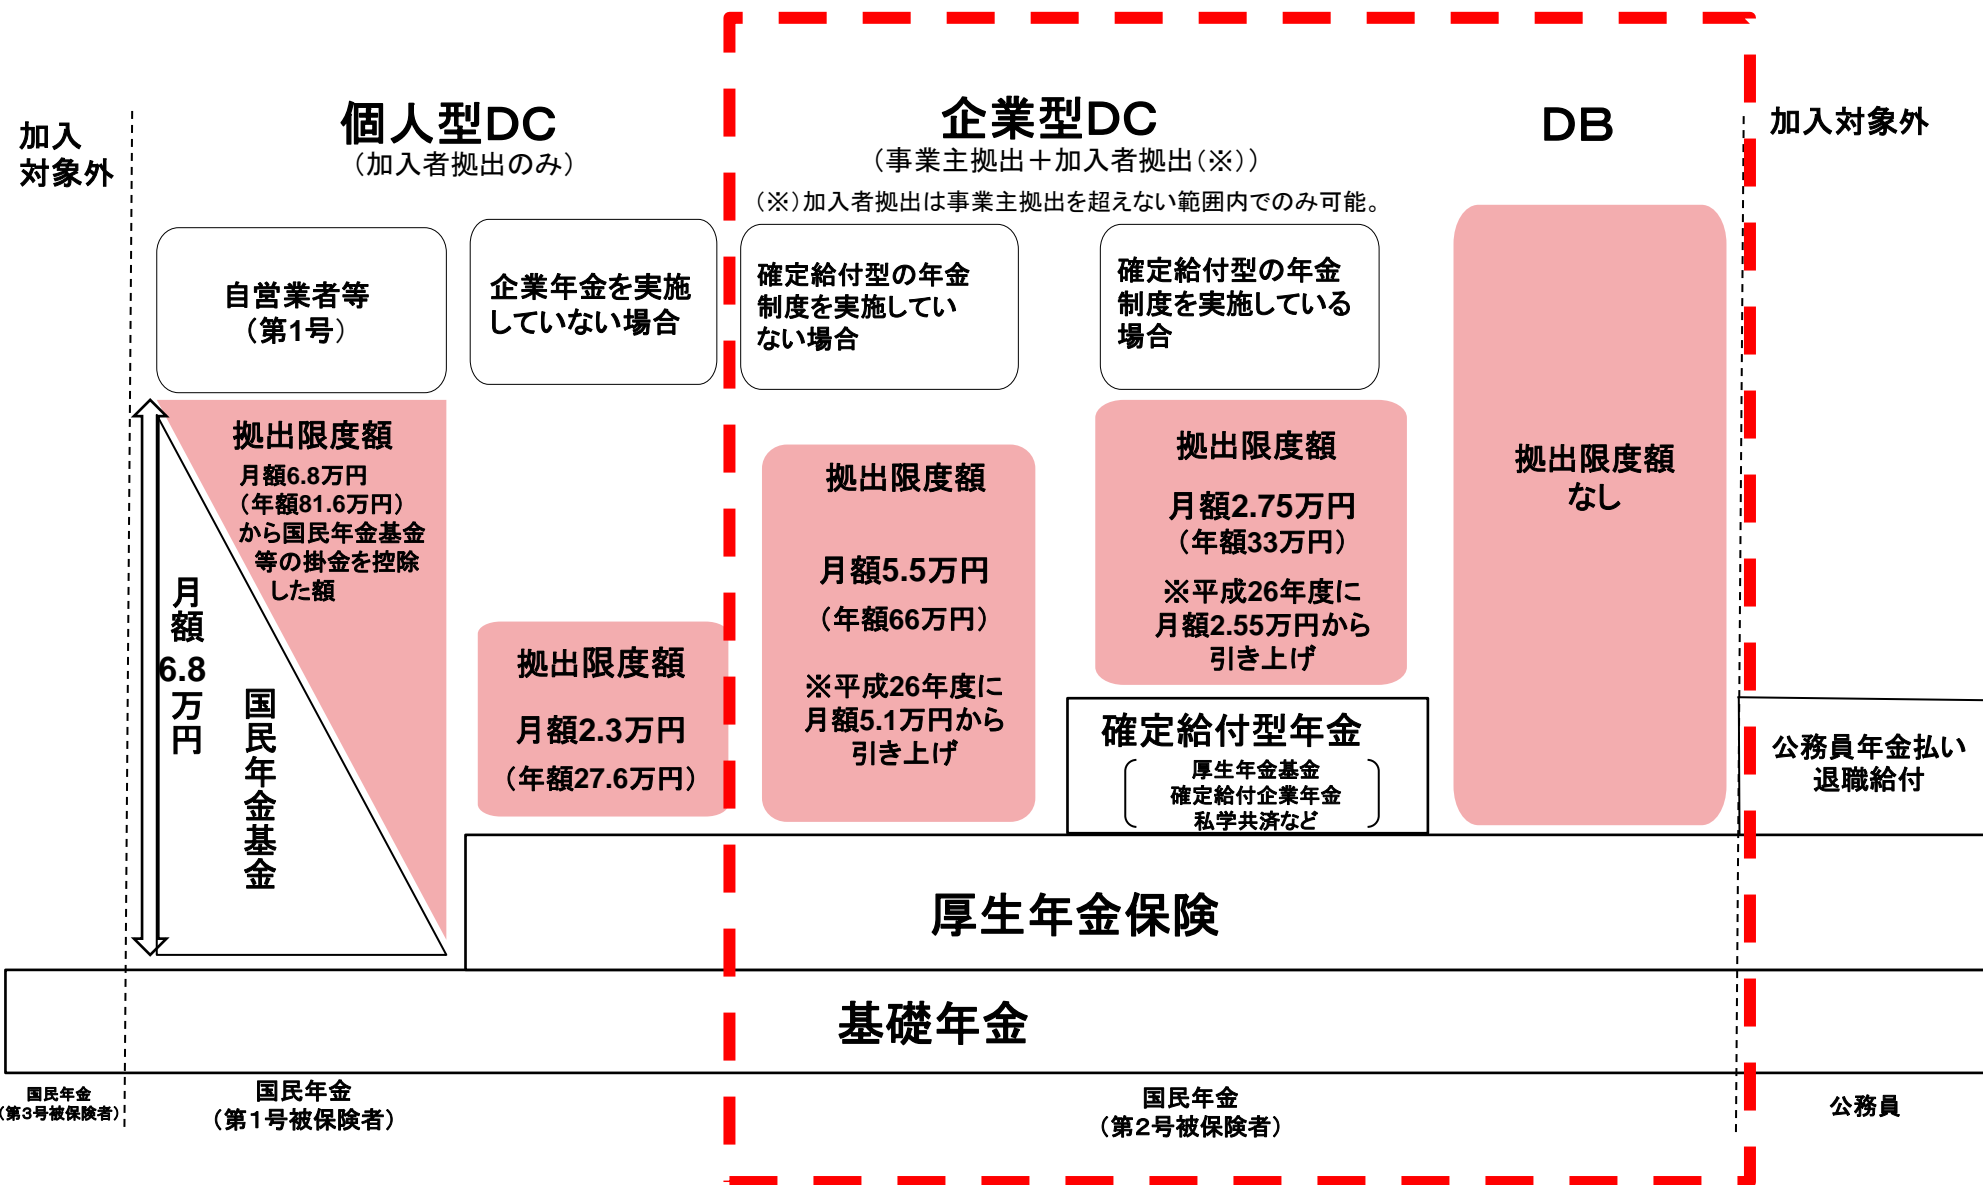 加入
対象外
個人型DC
（加入者拠出のみ）
企業型DC
（事業主拠出＋加入者拠出（※））
（※）加入者拠出は事業主拠出を超えない範囲内でのみ可能。
DB
加入対象外
自営業者等
（第1号）
企業年金を実施
していない場合
確定給付型の年金
制度を実施してい
ない場合
確定給付型の年金
制度を実施している
場合
拠出限度額
月額6.8万円
（年額81.6万円）
から国民年金基金
等の掛金を控除
した額
月額
6.8
万円
国民年金基金
拠出限度額
月額2.3万円
（年額27.6万円）
拠出限度額
月額5.5万円
（年額66万円）
※平成26年度に
月額5.1万円から
引き上げ
拠出限度額
月額2.75万円
（年額33万円）
※平成26年度に
月額2.55万円から
引き上げ
拠出限度額
なし
確定給付型年金
厚生年金基金
確定給付企業年金
私学共済など
公務員年金払い
退職給付
厚生年金保険
基礎年金
国民年金
（第3号被保険者）
国民年金
（第1号被保険者）
国民年金
（第2号被保険者）
公務員